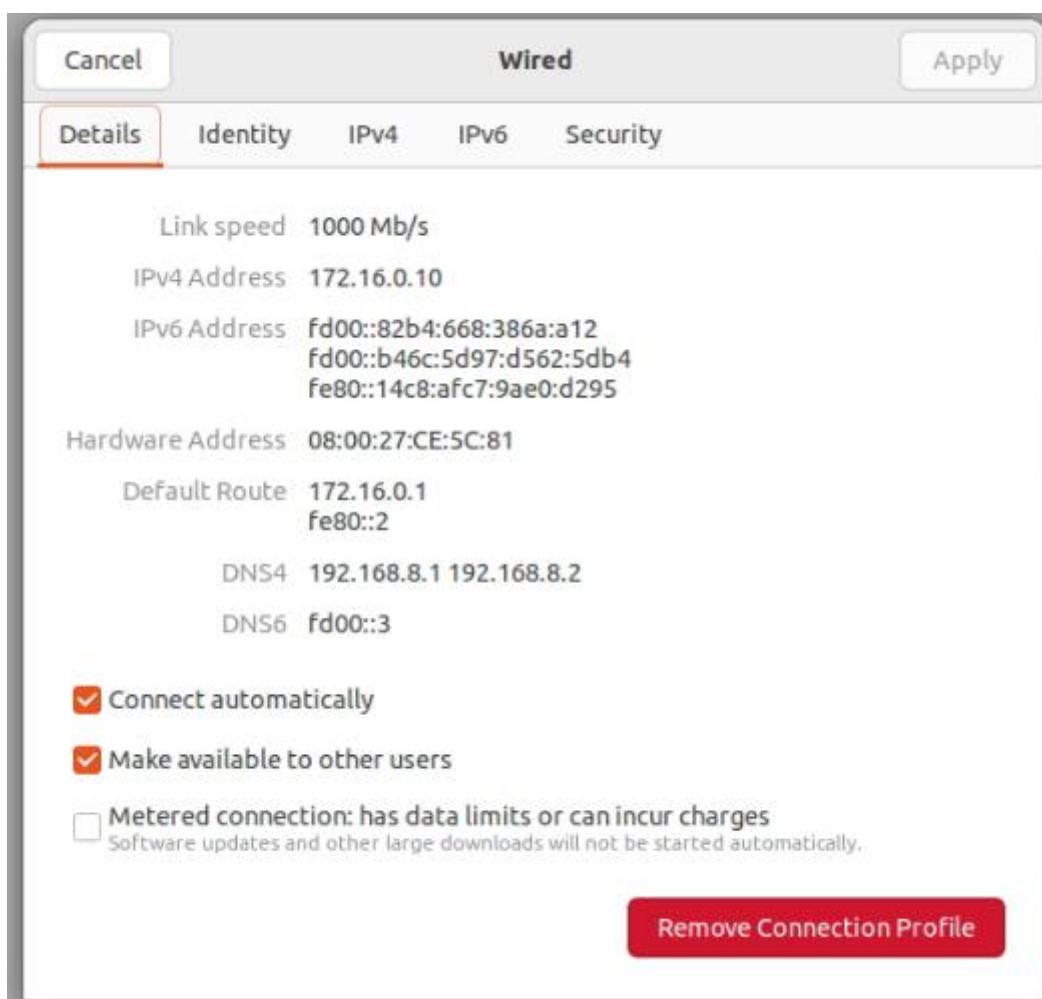 Cancel Wired Apply
Details Identity IPv4 IPv6 Security
Link speed 1000 Mb/s
IPv4 Address 172.16.0.10
IPv6 Address fd00::82b4:668:386a:a12
fd00::b46c:5d97:d562:5db4
fe80::14c8:afc7:9ae0:d295
Hardware Address 08:00:27:CE:5C:81
Default Route 172.16.0.1
fe80::2
DNS4 192.168.8.1 192.168.8.2
DNS6 fd00::3
Connect automatically
Make available to other users
Metered connection: has data limits or can incur charges
Software updates and other large downloads will not be started automatically.
Remove Connection Profile